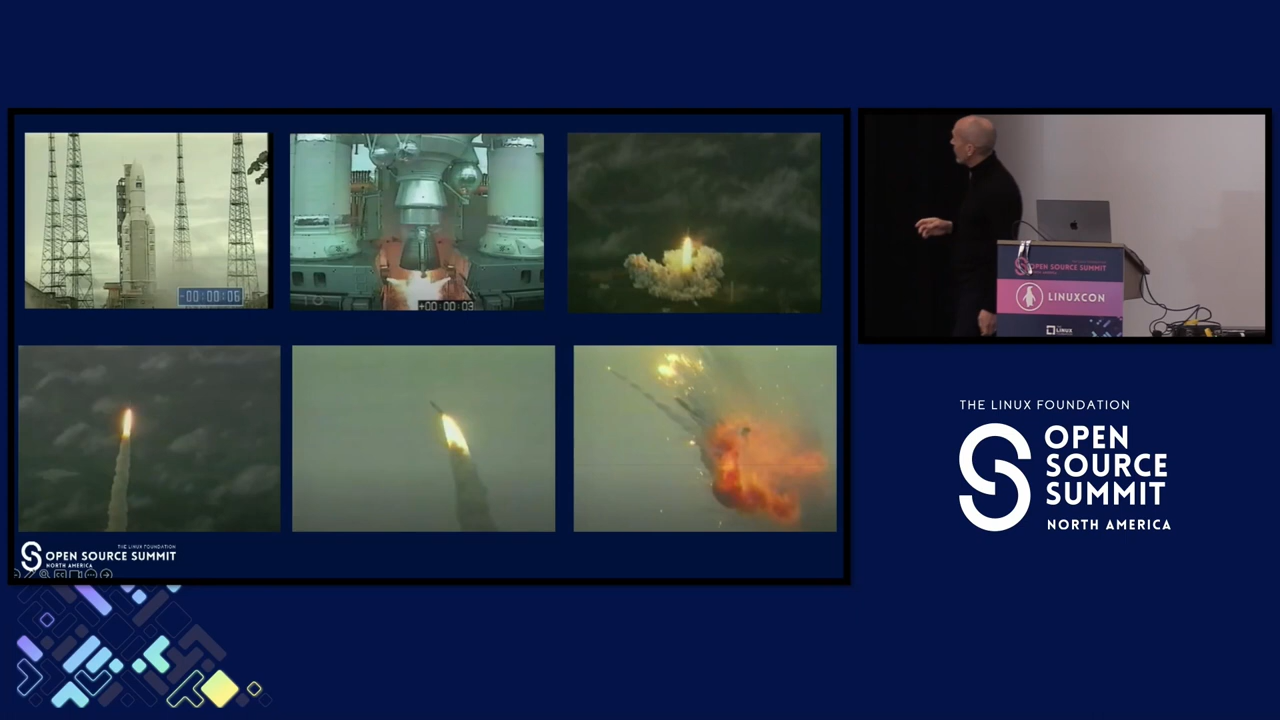 -00:00:06
+00:00:03
THE LINUX FOUNDATION
OPEN SOURCE SUMMIT
NORTH AMERICA
OPEN SOURCE SUMMIT
LINUXCON
LINUX
THE LINUX FOUNDATION
OPEN
SOURCE
SUMMIT
NORTH AMERICA